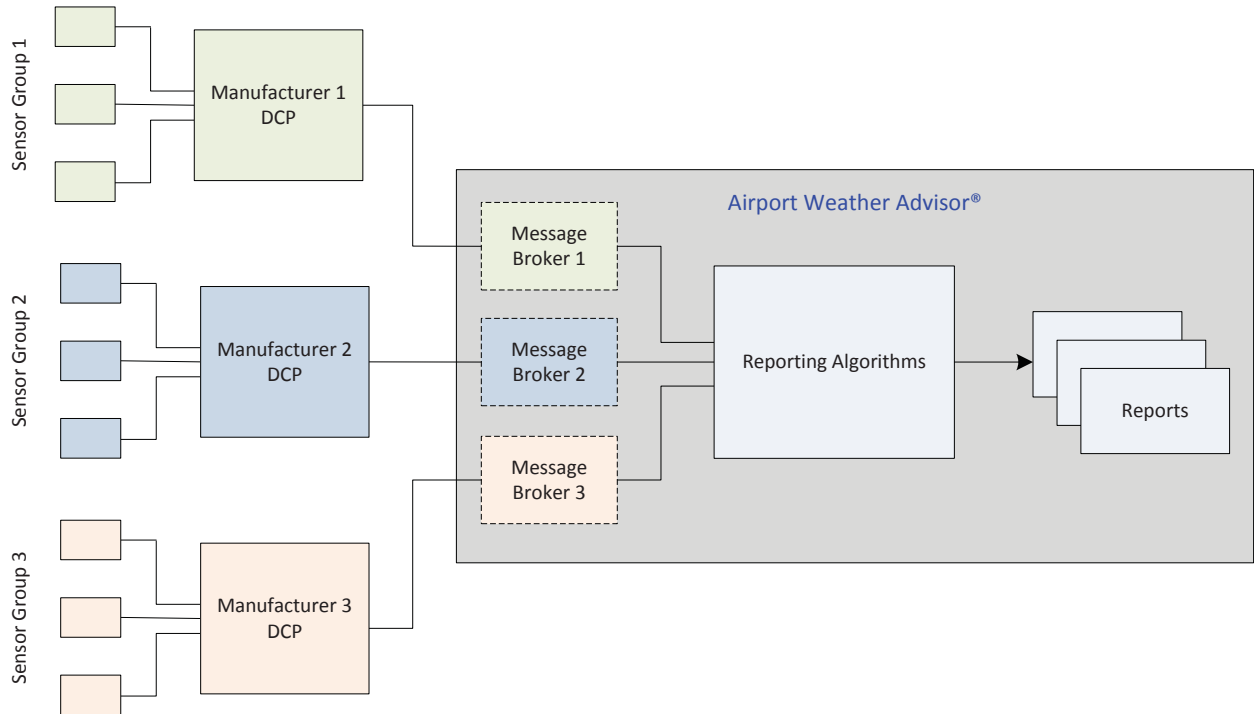 Sensor Group 1
Manufacturer 1
DCP
Airport Weather Advisor®
Message
Broker 1
Sensor Group 2
Manufacturer 2
DCP
Message
Broker 2
Reporting Algorithms
Reports
Message
Broker 3
Sensor Group 3
Manufacturer 3
DCP